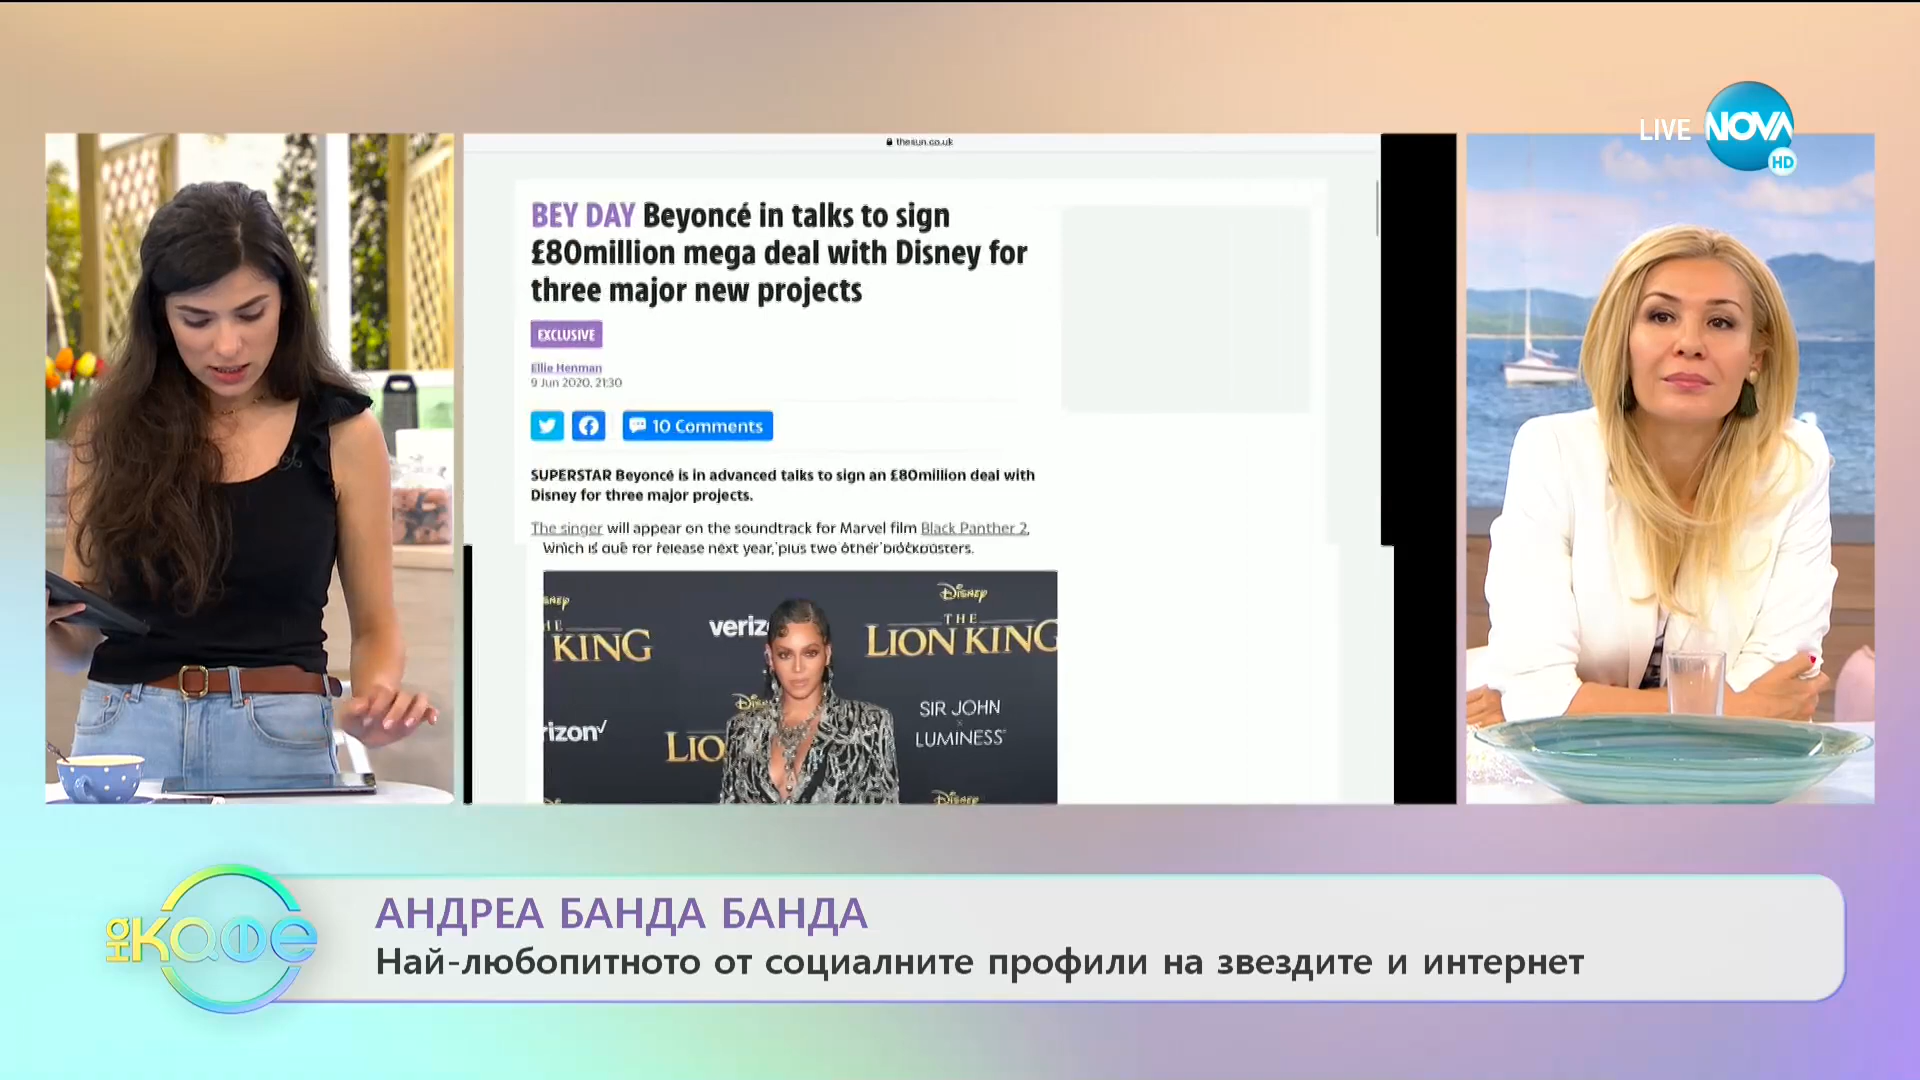 LIVE NOVA
HD
thesun.co.uk
BEY DAY Beyoncé in talks to sign
£80million mega deal with Disney for
three major new projects
EXCLUSIVE
Ellie Henman
9 Jun 2020, 21:30
10 Comments
SUPERSTAR Beyoncé is in advanced talks to sign an £80million deal with
Disney for three major projects.
The singer will appear on the soundtrack for Marvel film Black Panther 2,
which is due for release next year, plus two other blockbusters.
DISNEY
THE
LION KING
KING
verizo
rizon
DISNEY
LIO
SIR JOHN
×
LUMINESS
DISNEY
на кафе
АНДРЕА БАНДА БАНДА
Най-любопитното от социалните профили на звездите и интернет